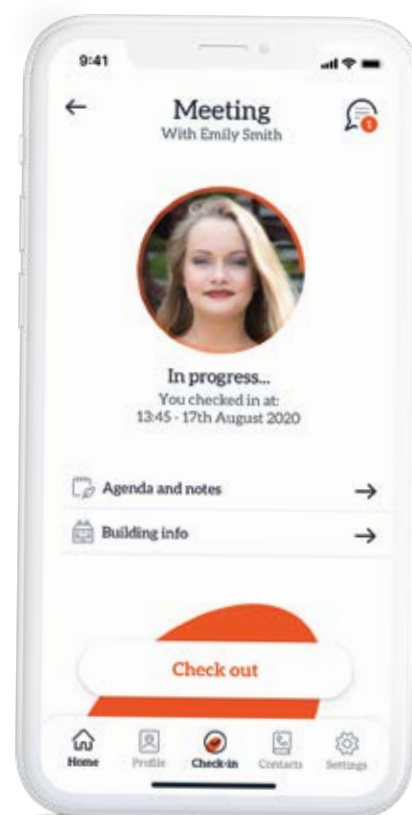 9:41
Meeting
With Emily Smith
1
In progress...
You checked in at:
13:45 - 17th August 2020
Agenda and notes
Building info
Check out
Home Profile Check-in Contacts Settings